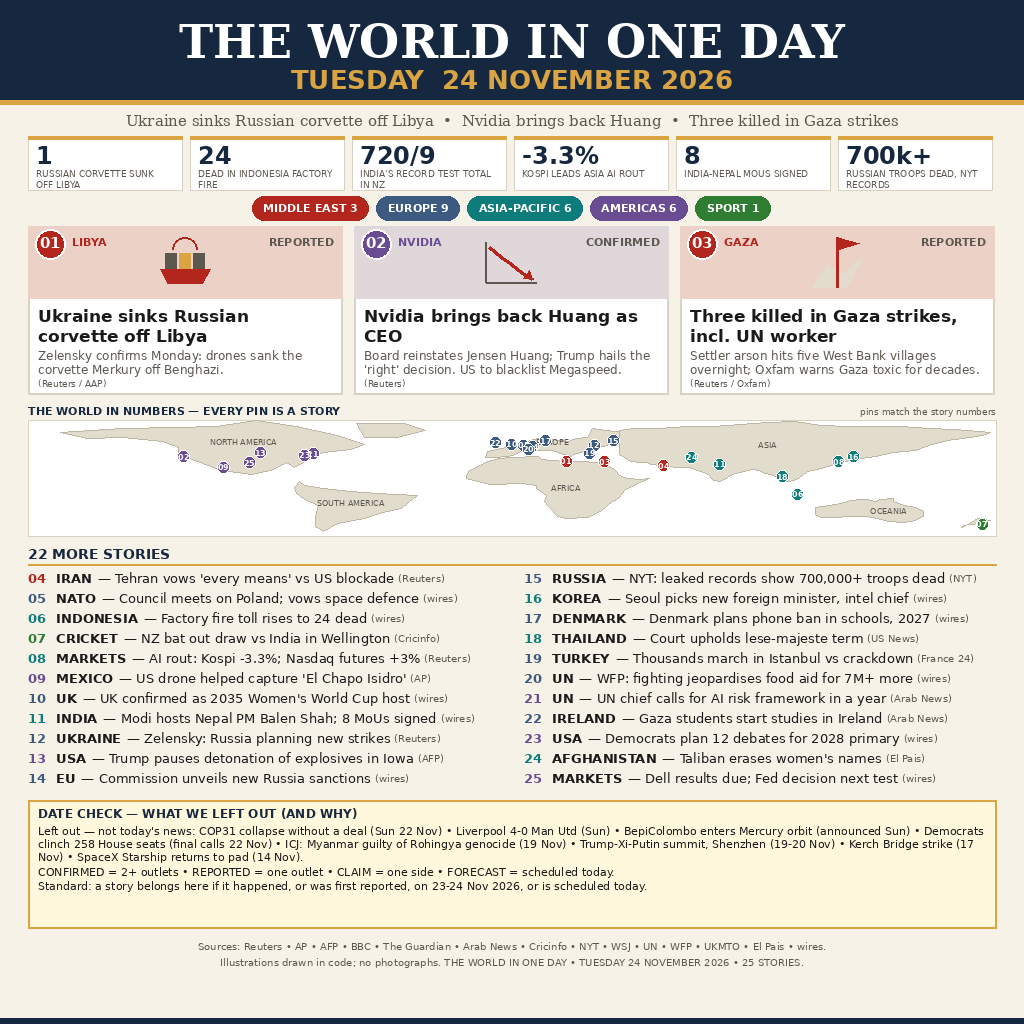 THE WORLD IN ONE DAY
TUESDAY 24 NOVEMBER 2026
Ukraine sinks Russian corvette off Libya • Nvidia brings back Huang • Three killed in Gaza strikes
1
RUSSIAN CORVETTE SUNK
OFF LIBYA
24
DEAD IN INDONESIA FACTORY
FIRE
720/9
INDIA'S RECORD TEST TOTAL
IN NZ
-3.3%
KOSPI LEADS ASIA AI ROUT
8
INDIA-NEPAL MOUS SIGNED
700k+
RUSSIAN TROOPS DEAD, NYT
RECORDS
MIDDLE EAST 3
EUROPE 9
ASIA-PACIFIC 6
AMERICAS 6
SPORT 1
01 LIBYA REPORTED
Ukraine sinks Russian
corvette off Libya
Zelensky confirms Monday: drones sank the
corvette Merkury off Benghazi.
(Reuters / AAP)
02 NVIDIA CONFIRMED
Nvidia brings back Huang as
CEO
Board reinstates Jensen Huang; Trump hails the
'right' decision. US to blacklist Megaspeed.
(Reuters)
03 GAZA REPORTED
Three killed in Gaza strikes,
incl. UN worker
Settler arson hits five West Bank villages
overnight; Oxfam warns Gaza toxic for decades.
(Reuters / Oxfam)
THE WORLD IN NUMBERS — EVERY PIN IS A STORY
pins match the story numbers
NORTH AMERICA
SOUTH AMERICA
AFRICA
ASIA
OCEANIA
02
09
25
13
23
22
01
03
12
19
15
04
24
11
18
06
08
16
07
22 MORE STORIES
04 IRAN — Tehran vows 'every means' vs US blockade (Reuters)
05 NATO — Council meets on Poland; vows space defence (wires)
06 INDONESIA — Factory fire toll rises to 24 dead (wires)
07 CRICKET — NZ bat out draw vs India in Wellington (Cricinfo)
08 MARKETS — AI rout: Kospi -3.3%; Nasdaq futures +3% (Reuters)
09 MEXICO — US drone helped capture 'El Chapo Isidro' (AP)
10 UK — UK confirmed as 2035 Women's World Cup host (wires)
11 INDIA — Modi hosts Nepal PM Balen Shah; 8 MoUs signed (wires)
12 UKRAINE — Zelensky: Russia planning new strikes (Reuters)
13 USA — Trump pauses detonation of explosives in Iowa (AFP)
14 EU — Commission unveils new Russia sanctions (wires)
15 RUSSIA — NYT: leaked records show 700,000+ troops dead (NYT)
16 KOREA — Seoul picks new foreign minister, intel chief (wires)
17 DENMARK — Denmark plans phone ban in schools, 2027 (wires)
18 THAILAND — Court upholds lese-majeste term (US News)
19 TURKEY — Thousands march in Istanbul vs crackdown (France 24)
20 UN — WFP: fighting jeopardises food aid for 7M+ more (wires)
21 UN — UN chief calls for AI risk framework in a year (Arab News)
22 IRELAND — Gaza students start studies in Ireland (Arab News)
23 USA — Democrats plan 12 debates for 2028 primary (wires)
24 AFGHANISTAN — Taliban erases women's names (El Pais)
25 MARKETS — Dell results due; Fed decision next test (wires)
DATE CHECK — WHAT WE LEFT OUT (AND WHY)
Left out — not today's news: COP31 collapse without a deal (Sun 22 Nov) • Liverpool 4-0 Man Utd (Sun) • BepiColombo enters Mercury orbit (announced Sun) • Democrats
clinch 258 House seats (final calls 22 Nov) • ICJ: Myanmar guilty of Rohingya genocide (19 Nov) • Trump-Xi-Putin summit, Shenzhen (19-20 Nov) • Kerch Bridge strike (17
Nov) • SpaceX Starship returns to pad (14 Nov).
CONFIRMED = 2+ outlets • REPORTED = one outlet • CLAIM = one side • FORECAST = scheduled today.
Standard: a story belongs here if it happened, or was first reported, on 23-24 Nov 2026, or is scheduled today.
Sources: Reuters • AP • AFP • BBC • The Guardian • Arab News • Cricinfo • NYT • WSJ • UN • WFP • UKMTO • El Pais • wires.
Illustrations drawn in code; no photographs. THE WORLD IN ONE DAY • TUESDAY 24 NOVEMBER 2026 • 25 STORIES.